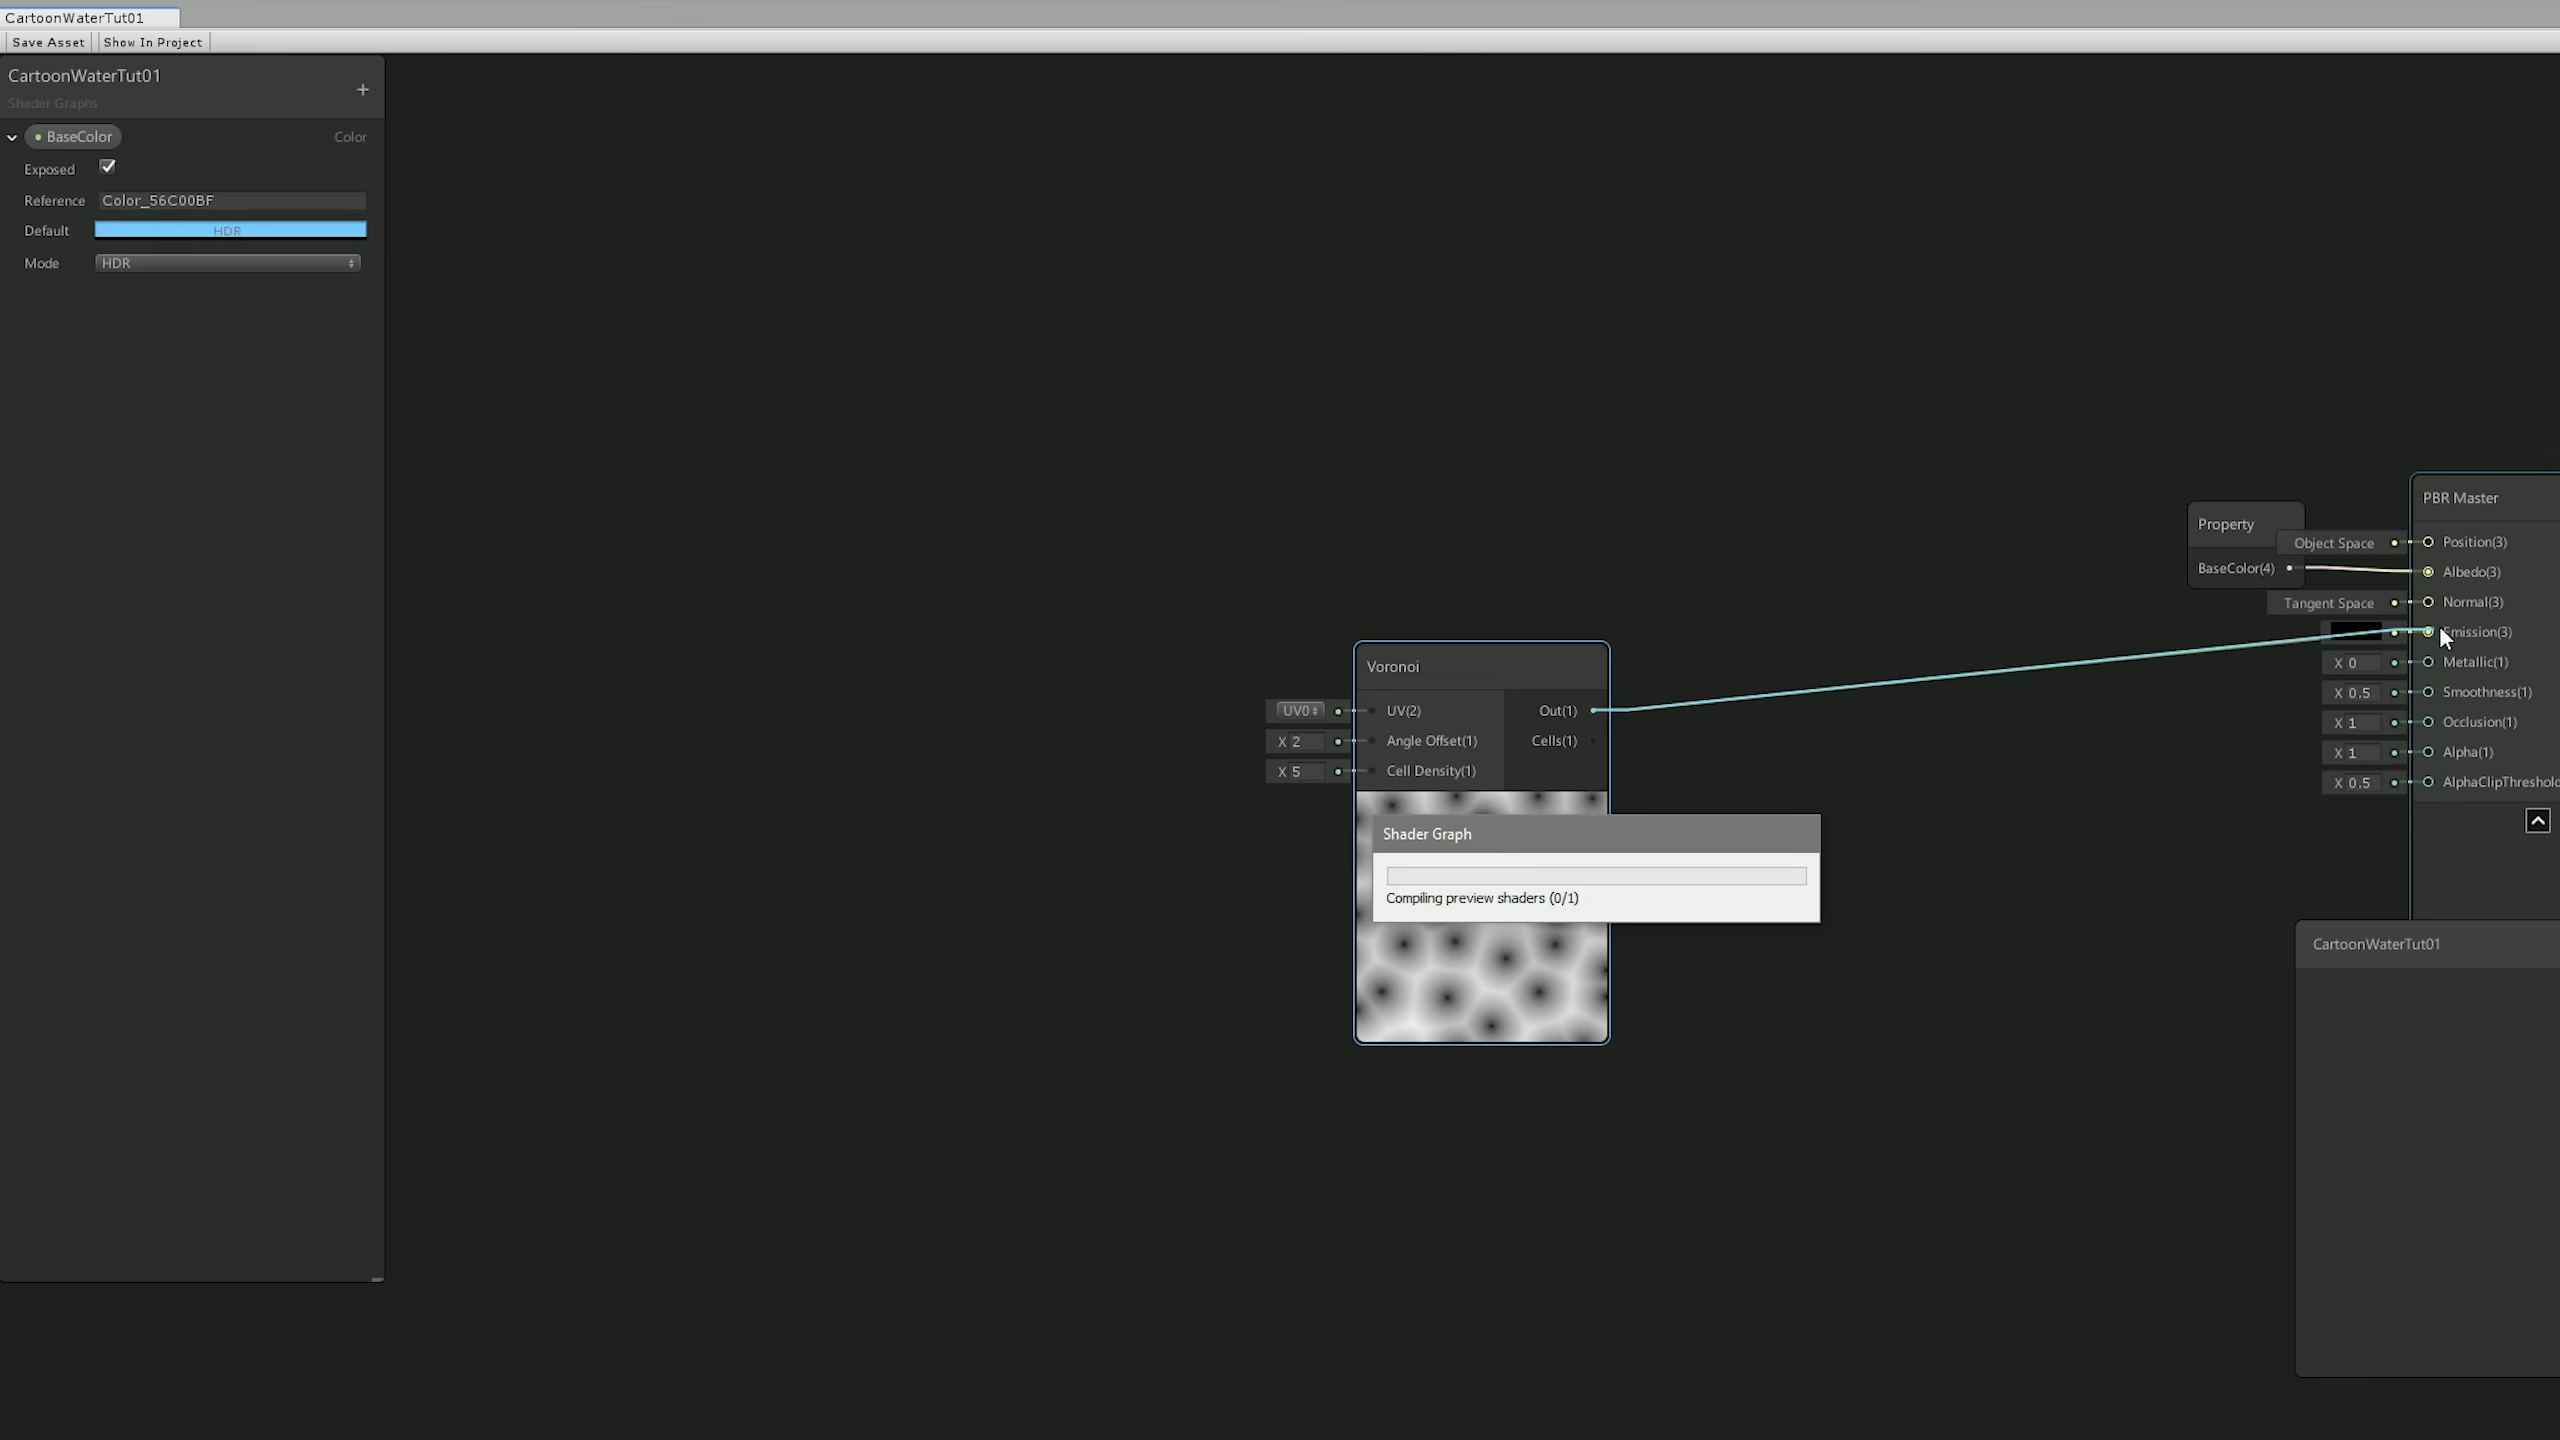 CartoonWaterTut01
Save Asset
Show In Project
CartoonWaterTut01
Shader Graphs
BaseColor
Color
Exposed
Reference
Color_56C00BF
Default
HDR
Mode
HDR
Property
BaseColor(4)
PBR Master
Object Space
Position(3)
Albedo(3)
Tangent Space
Normal(3)
Emission(3)
X 0
Metallic(1)
X 0.5
Smoothness(1)
X 1
Occlusion(1)
X 1
Alpha(1)
X 0.5
AlphaClipThreshold
Voronoi
UV0
UV(2)
Out(1)
X 2
Angle Offset(1)
Cells(1)
X 5
Cell Density(1)
Shader Graph
Compiling preview shaders (0/1)
CartoonWaterTut01